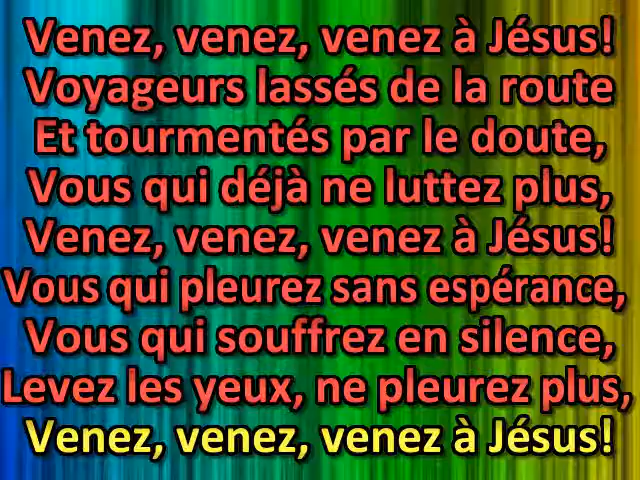 Venez, venez, venez à Jésus!
Voyageurs lassés de la route
Et tourmentés par le doute,
Vous qui déjà ne luttez plus,
Venez, venez, venez à Jésus!
Vous qui pleurez sans espérance,
Vous qui souffrez en silence,
Levez les yeux, ne pleurez plus,
Venez, venez, venez à Jésus!